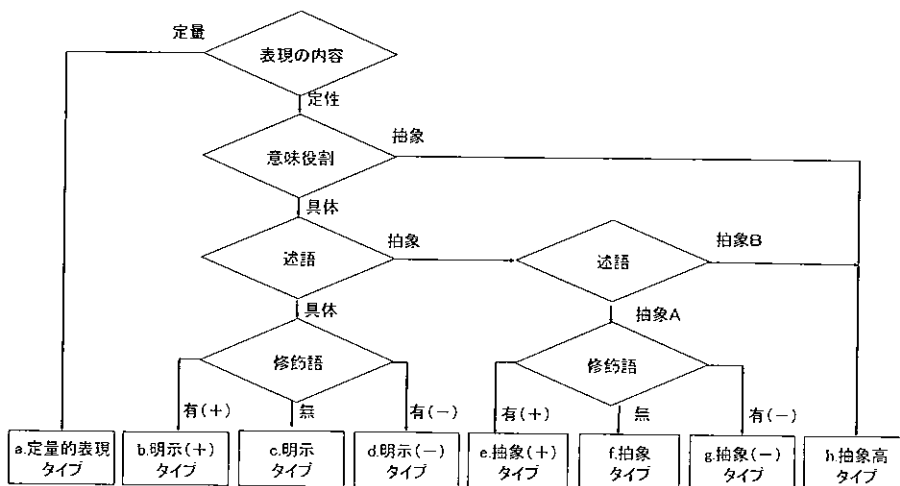 定量
表現の内容
定性
意味役割
抽象
具体
述語
抽象
述語
抽象B
具体
抽象A
修飾語
修飾語
有(+)
無
有(-)
有(+)
無
有(-)
a.定量的表現
タイプ
b.明示(+)
タイプ
c.明示
タイプ
d.明示(-)
タイプ
e.抽象(+)
タイプ
f.抽象
タイプ
g.抽象(-)
タイプ
h.抽象高
タイプ